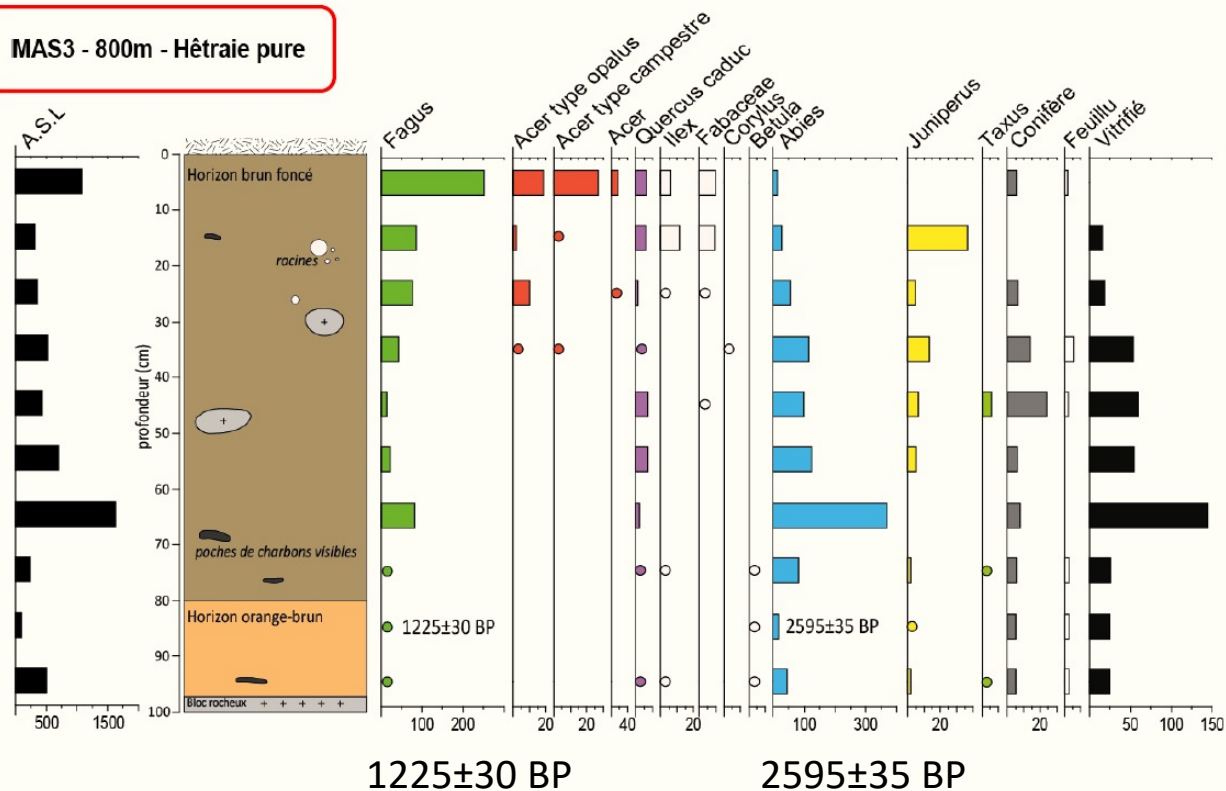 MAS3 - 800m - Hêtraie pure
A.S.L
Fagus
Acer type opalus
Acer type campestre
Acer
Quercus caduc
Ilex
Fabaceae
Corylus
Betula
Abies
Juniperus
Taxus
Conifère
Feuillu
Vitrifié
profondeur (cm)
0
10
20
30
40
50
60
70
80
90
100
Horizon brun foncé
racines
+
+
poches de charbons visibles
Horizon orange-brun
Bloc rocheux + + + + +
1225±30 BP
2595±35 BP
500 1500
100 200
20
20
40
20
20
100 300
20
20
50 100 150
1225±30 BP 2595±35 BP